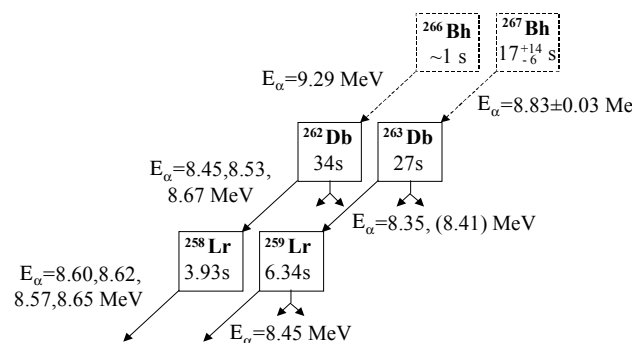 ²⁶⁶Bh
~1 s
²⁶⁷Bh
17⁺¹⁴₋₆ s
Eα=9.29 MeV
Eα=8.83±0.03 Me
²⁶²Db
34s
²⁶³Db
27s
Eα=8.45,8.53,
8.67 MeV
Eα=8.35, (8.41) MeV
²⁵⁸Lr
3.93s
²⁵⁹Lr
6.34s
Eα=8.60,8.62,
8.57,8.65 MeV
Eα=8.45 MeV